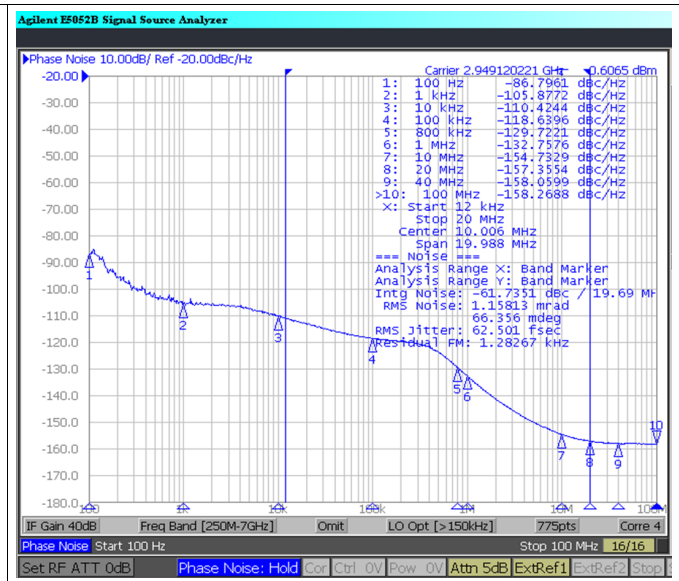 Agilent E5052B Signal Source Analyzer
▶Phase Noise 10.00dB/ Ref -20.00dBc/Hz
Carrier 2.949120221 GHz -0.6065 dBm
1: 100 Hz -86.7961 dBc/Hz
2: 1 kHz -105.8772 dBc/Hz
3: 10 kHz -110.4244 dBc/Hz
4: 100 kHz -118.6396 dBc/Hz
5: 800 kHz -129.7221 dBc/Hz
6: 1 MHz -132.7576 dBc/Hz
7: 10 MHz -154.7329 dBc/Hz
8: 20 MHz -157.3554 dBc/Hz
9: 40 MHz -158.0599 dBc/Hz
>10: 100 MHz -158.2688 dBc/Hz
X: Start 12 kHz
Stop 20 MHz
Center 10.006 MHz
Span 19.988 MHz
=== Noise ===
Analysis Range X: Band Marker
Analysis Range Y: Band Marker
Intg Noise: -61.7351 dBc / 19.69 MH
RMS Noise: 1.15813 mrad
66.356 mdeg
RMS Jitter: 62.501 fsec
Residual FM: 1.28267 kHz
-20.00
-30.00
-40.00
-50.00
-60.00
-70.00
-80.00
-90.00
-100.0
-110.0
-120.0
-130.0
-140.0
-150.0
-160.0
-170.0
-180.0
1
2
3
4
5
6
7
8
9
10
100
1k
10k
100k
1M
10M
100M
IF Gain 40dB Freq Band [250M-7GHz] Omit LO Opt [>150kHz] 775pts Corre 4
Phase Noise Start 100 Hz Stop 100 MHz 16/16
Set RF ATT 0dB Phase Noise: Hold Cor Ctrl 0V Pow 0V Attn 5dB ExtRef1 ExtRef2 Stop